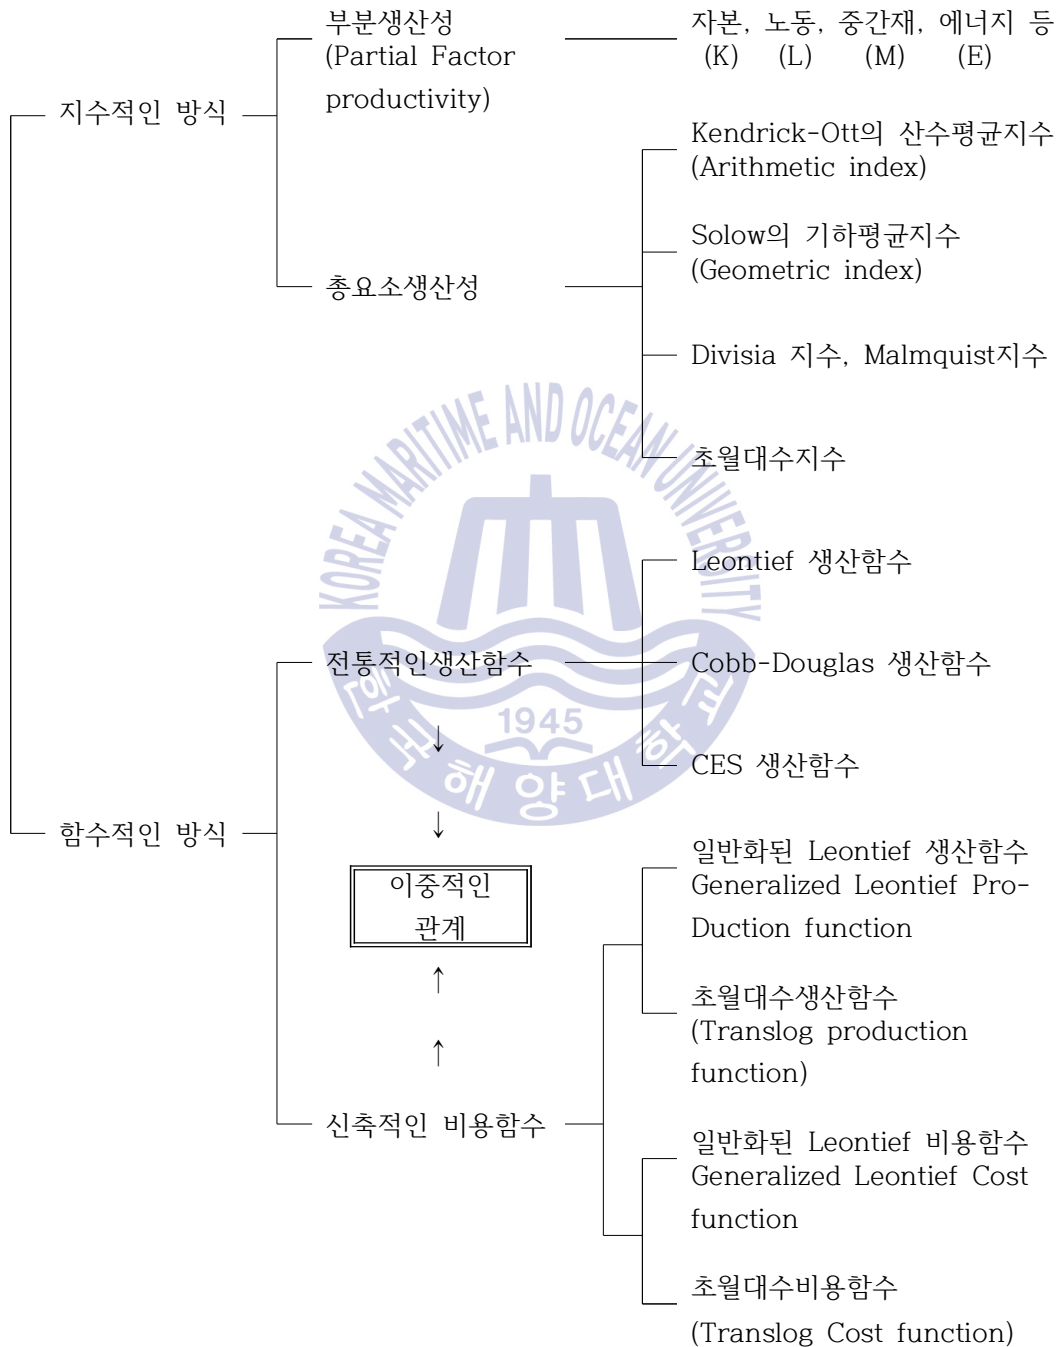 부분생산성
(Partial Factor
productivity)
자본, 노동, 중간재, 에너지 등
(K) (L) (M) (E)
지수적인 방식
Kendrick-Ott의 산수평균지수
(Arithmetic index)
Solow의 기하평균지수
(Geometric index)
총요소생산성
Divisia 지수, Malmquist지수
초월대수지수
KOREA MARITIME AND OCEAN UNIVERSITY
Leontief 생산함수
전통적인생산함수
Cobb-Douglas 생산함수
1945
한국해양대학교
↓
CES 생산함수
함수적인 방식
↓
일반화된 Leontief 생산함수
Generalized Leontief Pro-
Duction function
이중적인
관계
↑
초월대수생산함수
(Translog production
function)
↑
신축적인 비용함수
일반화된 Leontief 비용함수
Generalized Leontief Cost
function
초월대수비용함수
(Translog Cost function)